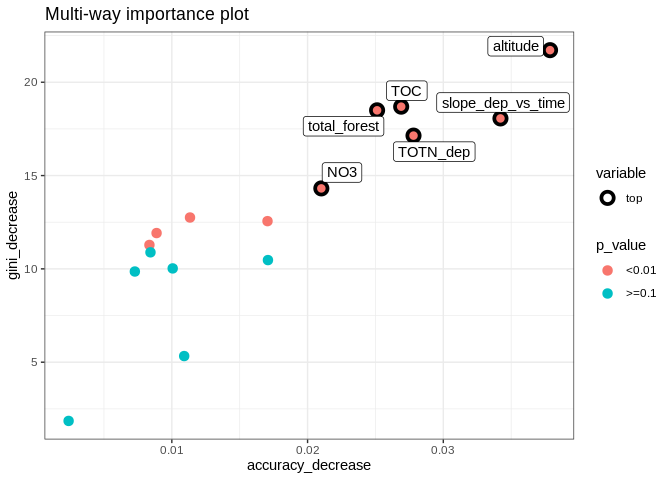 Multi-way importance plot
altitude
TOC
slope_dep_vs_time
total_forest
TOTN_dep
NO3
20
15
10
5
gini_decrease
0.01
0.02
0.03
accuracy_decrease
variable
top
p_value
<0.01
>=0.1